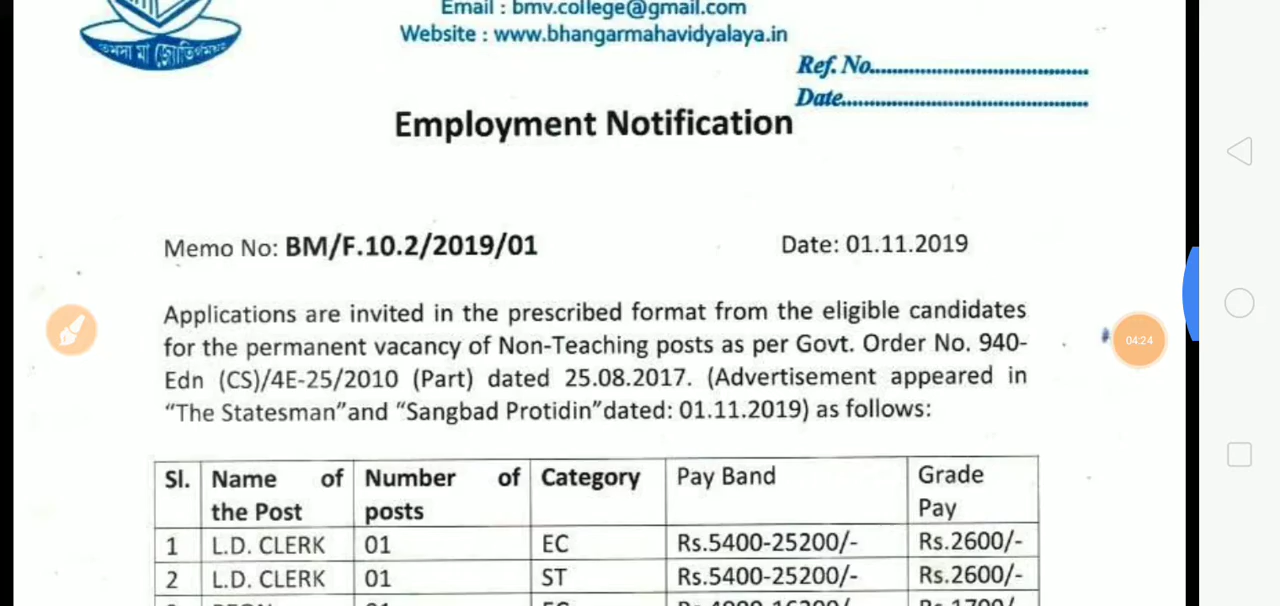 তমসো মা জ্যোতির্গময়
Email : bmv.college@gmail.com
Website : www.bhangarmahavidyalaya.in
Ref. No.
Date
Employment Notification
Memo No: BM/F.10.2/2019/01 Date: 01.11.2019
Applications are invited in the prescribed format from the eligible candidates
for the permanent vacancy of Non-Teaching posts as per Govt. Order No. 940-
Edn (CS)/4E-25/2010 (Part) dated 25.08.2017. (Advertisement appeared in
"The Statesman"and "Sangbad Protidin"dated: 01.11.2019) as follows:
Sl. Name of Number of Category Pay Band Grade
the Post posts Pay
1 L.D. CLERK 01 EC Rs.5400-25200/- Rs.2600/-
2 L.D. CLERK 01 ST Rs.5400-25200/- Rs.2600/-
04:24